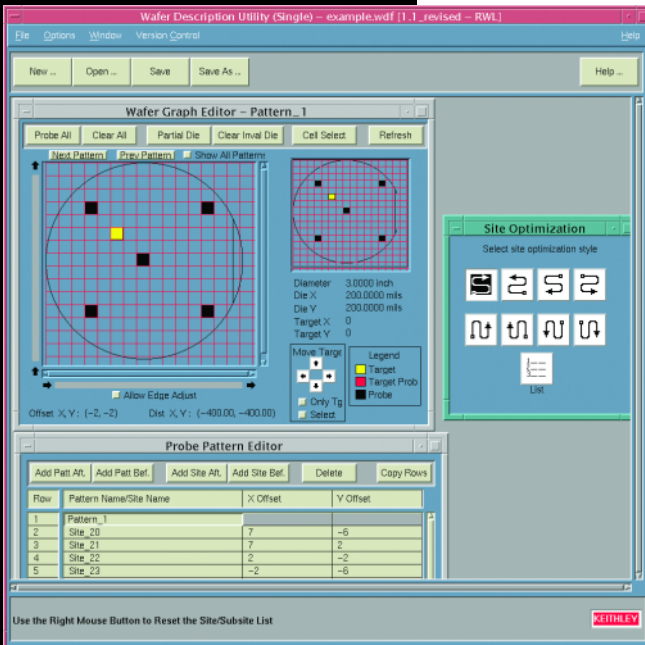 Wafer Description Utility (Single) – example.wdf [1.1_revised – RWL]
File Options Window Version Control Help
New .. Open .. Save Save As .. Help ..
Wafer Graph Editor – Pattern_1
Probe All Clear All Partial Die Clear Inval Die Cell Select Refresh
Next Pattern Prev Pattern Show All Patterns
Diameter 3.0000 inch
Die X 200.0000 mils
Die Y 200.0000 mils
Target X 0
Target Y 0
Move Targe
Only Tg
Select
Legend
Target
Target Prob
Probe
Allow Edge Adjust
Offset X, Y: (–2, –2) Dist X, Y: (–400.00, –400.00)
Site Optimization
Select site optimization style
List
Probe Pattern Editor
Add Patt Aft. Add Patt Bef. Add Site Aft. Add Site Bef. Delete Copy Rows
Row Pattern Name/Site Name X Offset Y Offset
1 Pattern_1
2 Site_20 7 –6
3 Site_21 7 2
4 Site_22 2 –2
5 Site_23 –2 –6
Use the Right Mouse Button to Reset the Site/Subsite List
KEITHLEY